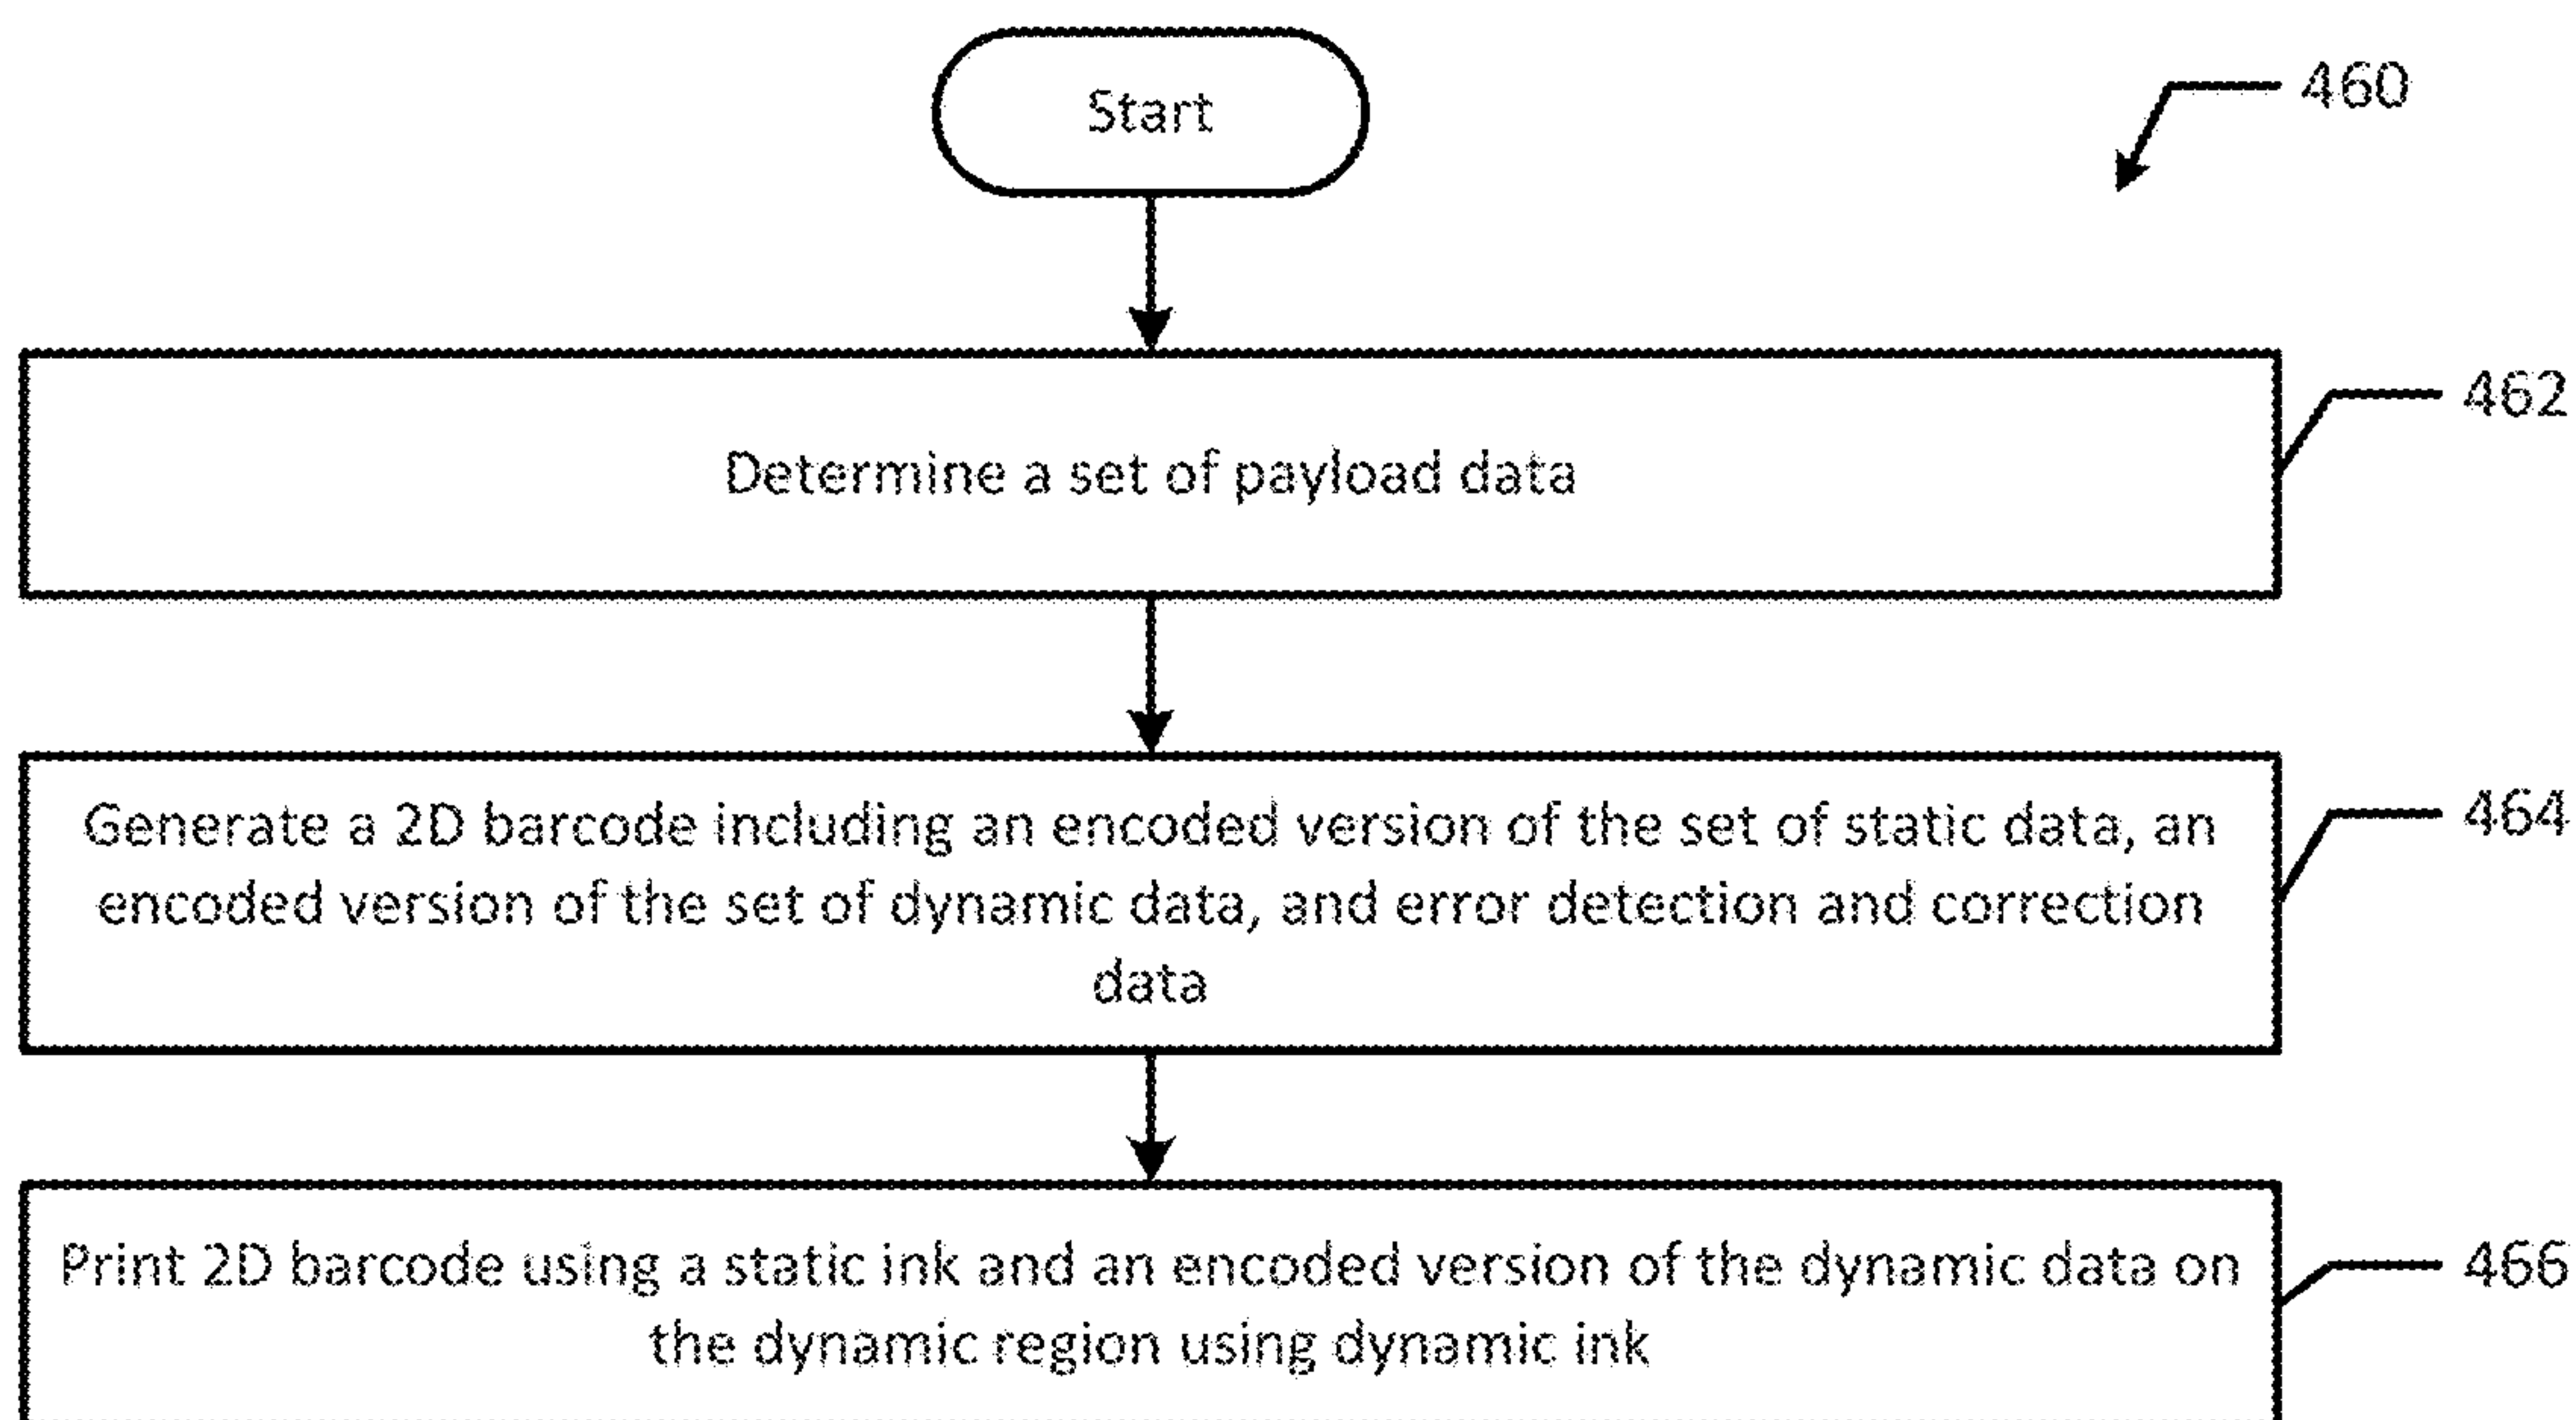 Start
460
Determine a set of payload data
462
Generate a 2D barcode including an encoded version of the set of static data, an
encoded version of the set of dynamic data, and error detection and correction
data
464
Print 2D barcode using a static ink and an encoded version of the dynamic data on
the dynamic region using dynamic ink
466